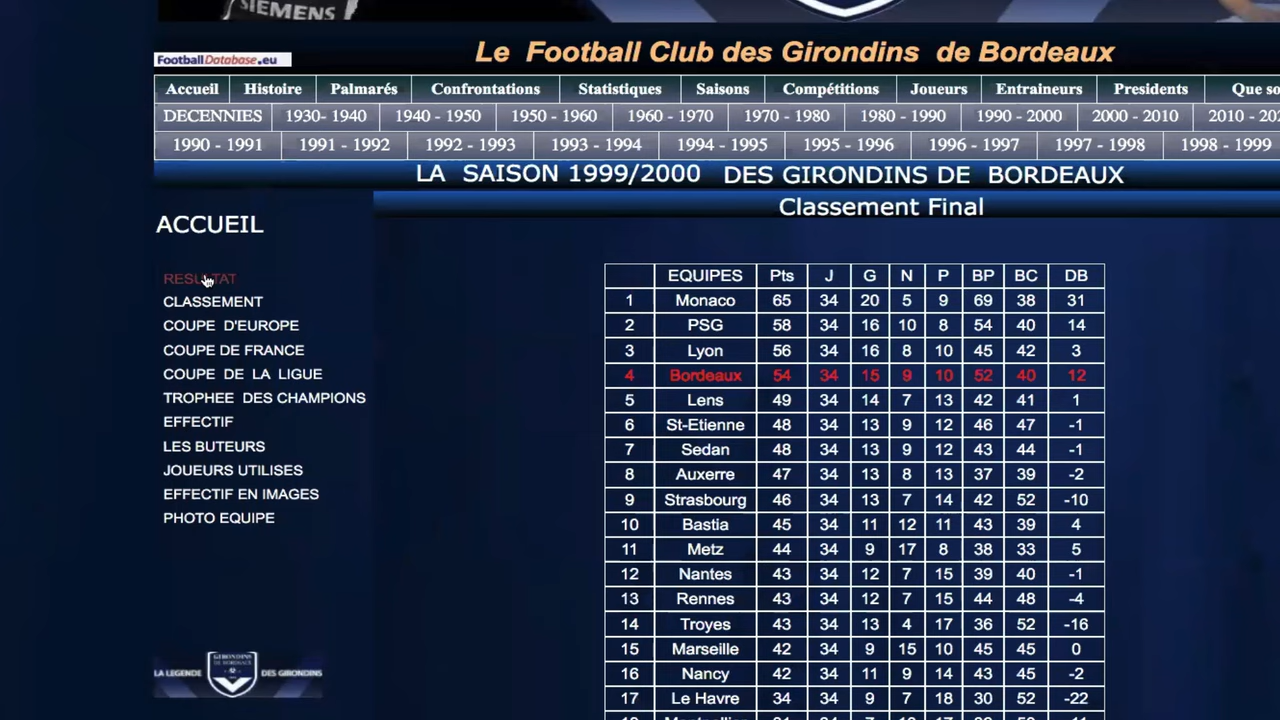 SIEMENS
Le Football Club des Girondins de Bordeaux
FootballDatabase.eu
Accueil Histoire Palmarés Confrontations Statistiques Saisons Compétitions Joueurs Entraineurs Presidents Que so
DECENNIES 1930- 1940 1940 - 1950 1950 - 1960 1960 - 1970 1970 - 1980 1980 - 1990 1990 - 2000 2000 - 2010 2010 - 202
1990 - 1991 1991 - 1992 1992 - 1993 1993 - 1994 1994 - 1995 1995 - 1996 1996 - 1997 1997 - 1998 1998 - 1999
LA SAISON 1999/2000 DES GIRONDINS DE BORDEAUX
Classement Final
ACCUEIL
RESULTAT
CLASSEMENT
COUPE D'EUROPE
COUPE DE FRANCE
COUPE DE LA LIGUE
TROPHEE DES CHAMPIONS
EFFECTIF
LES BUTEURS
JOUEURS UTILISES
EFFECTIF EN IMAGES
PHOTO EQUIPE
GIRONDINS
DE BORDEAUX
LA LEGENDE DES GIRONDINS
EQUIPES Pts J G N P BP BC DB
1 Monaco 65 34 20 5 9 69 38 31
2 PSG 58 34 16 10 8 54 40 14
3 Lyon 56 34 16 8 10 45 42 3
4 Bordeaux 54 34 15 9 10 52 40 12
5 Lens 49 34 14 7 13 42 41 1
6 St-Etienne 48 34 13 9 12 46 47 -1
7 Sedan 48 34 13 9 12 43 44 -1
8 Auxerre 47 34 13 8 13 37 39 -2
9 Strasbourg 46 34 13 7 14 42 52 -10
10 Bastia 45 34 11 12 11 43 39 4
11 Metz 44 34 9 17 8 38 33 5
12 Nantes 43 34 12 7 15 39 40 -1
13 Rennes 43 34 12 7 15 44 48 -4
14 Troyes 43 34 13 4 17 36 52 -16
15 Marseille 42 34 9 15 10 45 45 0
16 Nancy 42 34 11 9 14 43 45 -2
17 Le Havre 34 34 9 7 18 30 52 -22